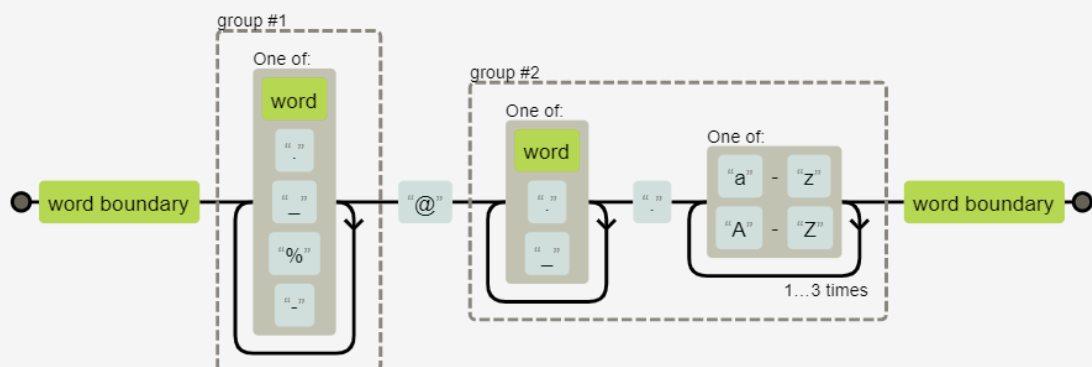 group #1
One of:
word
“.”
“_”
“%”
“-”
word boundary
“@”
group #2
One of:
word
“.”
“_”
“.”
One of:
“a” - “z”
“A” - “Z”
1…3 times
word boundary